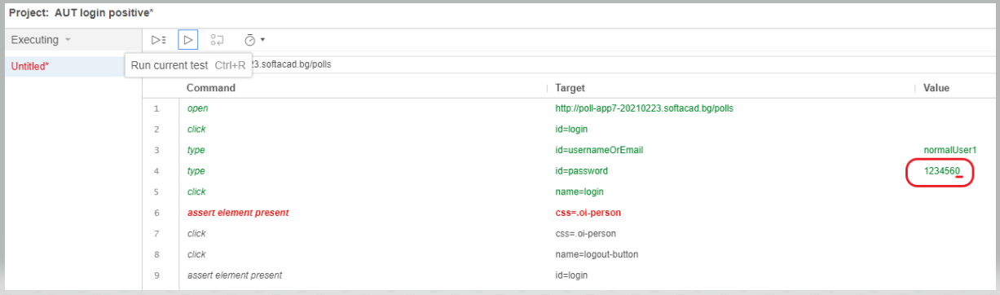 Project: AUT login positive*
Executing
Untitled*
Run current test Ctrl+R
23.softacad.bg/polls
Command Target Value
1 open http://poll-app7-20210223.softacad.bg/polls
2 click id=login
3 type id=usernameOrEmail normalUser1
4 type id=password 1234560
5 click name=login
6 assert element present css=.oi-person
7 click css=.oi-person
8 click name=logout-button
9 assert element present id=login